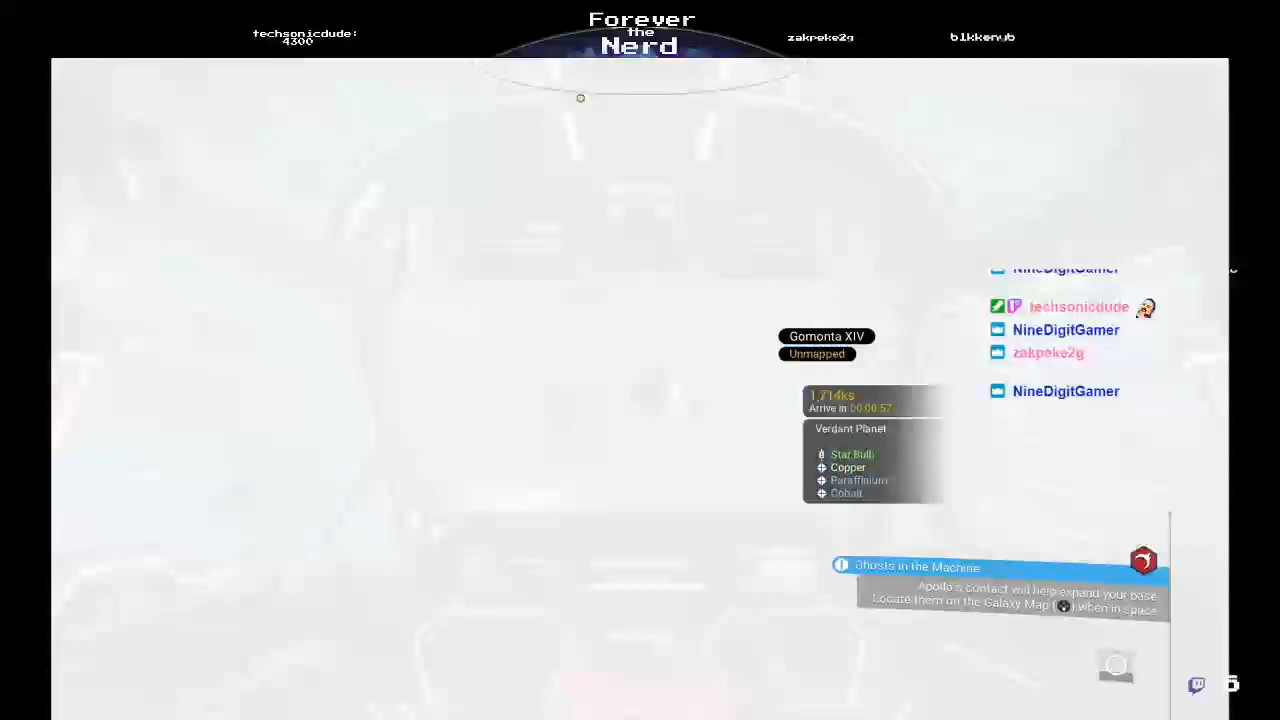 Forever
the
Nerd
techsonicdude:
4300
zakpeke2g
blkkenyb
NineDigitGamer
techsonicdude
NineDigitGamer
zakpeke2g
NineDigitGamer
Gomonta XIV
Unmapped
1,714ks
Arrive in 00:08:57
Verdant Planet
Star Bulb
Copper
Paraffinium
Cobalt
Ghosts in the Machine
Apollo's contact will help expand your base
Locate them on the Galaxy Map ( ) when in space